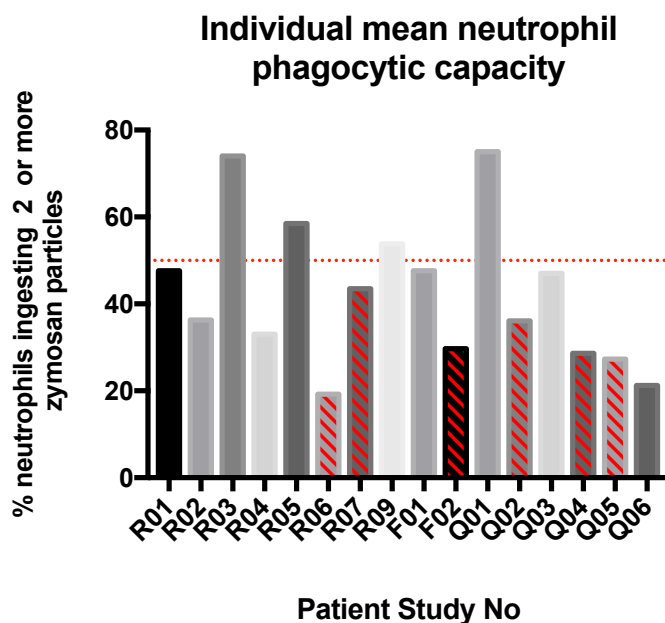 Individual mean neutrophil
phagocytic capacity
% neutrophils ingesting 2 or more
zymosan particles
80
60
40
20
0
R01 R02 R03 R04 R05 R06 R07 R09 F01 F02 Q01 Q02 Q03 Q04 Q05 Q06
Patient Study No